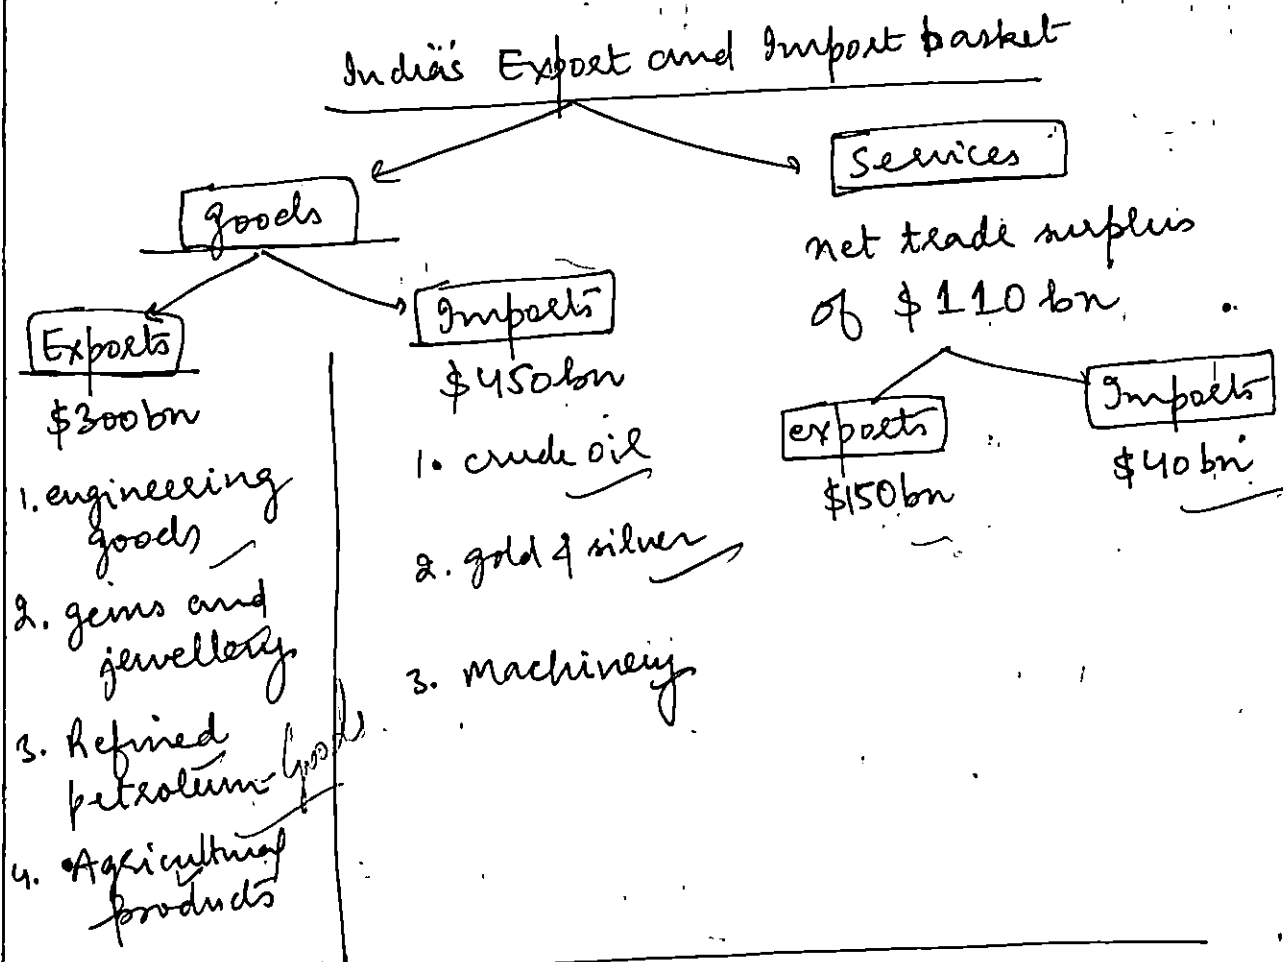 India's Export and Import basket
goods
Exports
$300bn
1. engineering
goods
2. gems and
jewellery
3. Refined
petroleum Goods
4. Agricultural
products
Imports
$450bn
1. crude oil
2. gold & silver
3. Machinery
Services
net trade surplus
of $110 bn
exports
$150bn
Imports
$40bn